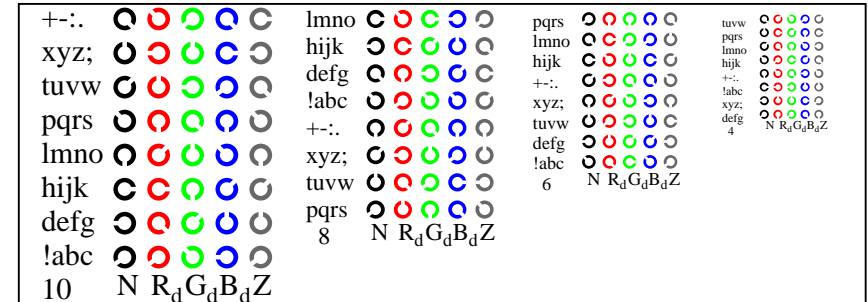 +-:.
xyz;
tuvw
pqrs
lmno
hijk
defg
!abc
10 N RdGdBdZ
lmno
hijk
defg
!abc
+-:.
xyz;
tuvw
pqrs
8 N RdGdBdZ
pqrs
lmno
hijk
+-:.
xyz;
tuvw
defg
!abc
6 N RdGdBdZ
tuvw
pqrs
lmno
hijk
+-:.
!abc
xyz;
defg
4 N RdGdBdZ